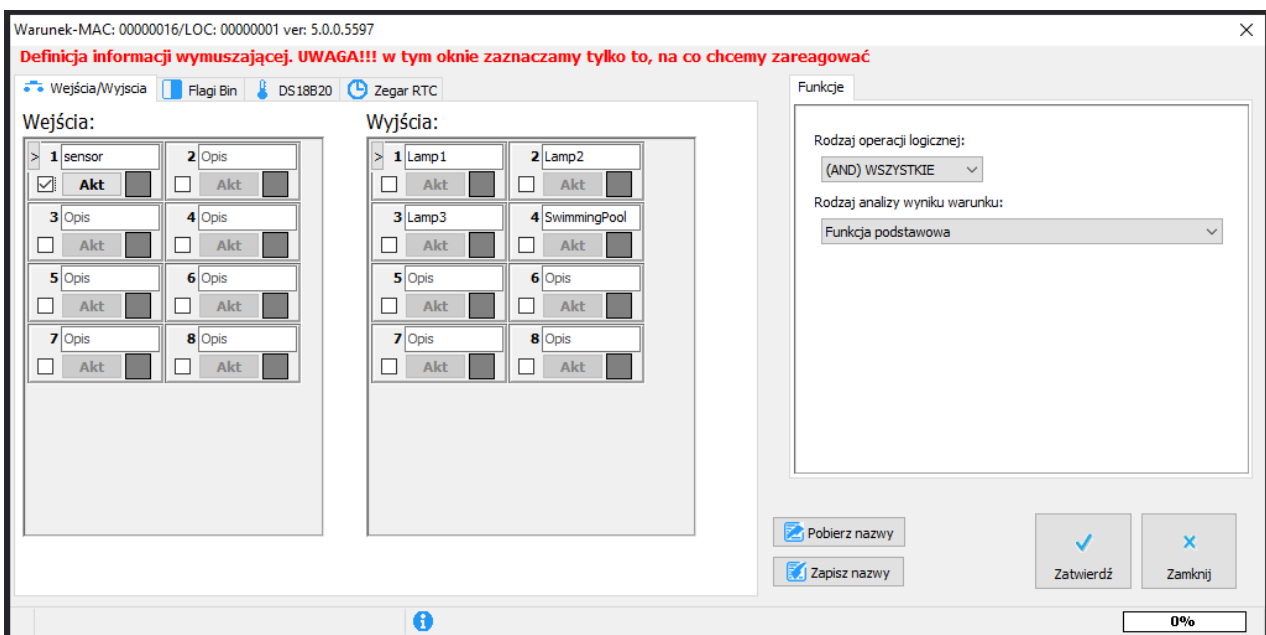 Warunek-MAC: 00000016/LOC: 00000001 ver: 5.0.0.5597
Definicja informacji wymuszającej. UWAGA!!! w tym oknie zaznaczamy tylko to, na co chcemy zareagować
Wejścia/Wyjscia Flagi Bin DS18B20 Zegar RTC
Wejścia:
> 1 sensor 2 Opis
Akt Akt
3 Opis 4 Opis
Akt Akt
5 Opis 6 Opis
Akt Akt
7 Opis 8 Opis
Akt Akt
Wyjścia:
> 1 Lamp1 2 Lamp2
Akt Akt
3 Lamp3 4 SwimmingPool
Akt Akt
5 Opis 6 Opis
Akt Akt
7 Opis 8 Opis
Akt Akt
Funkcje
Rodzaj operacji logicznej:
(AND) WSZYSTKIE
Rodzaj analizy wyniku warunku:
Funkcja podstawowa
Pobierz nazwy
Zapisz nazwy
Zatwierdź
Zamknij
0%